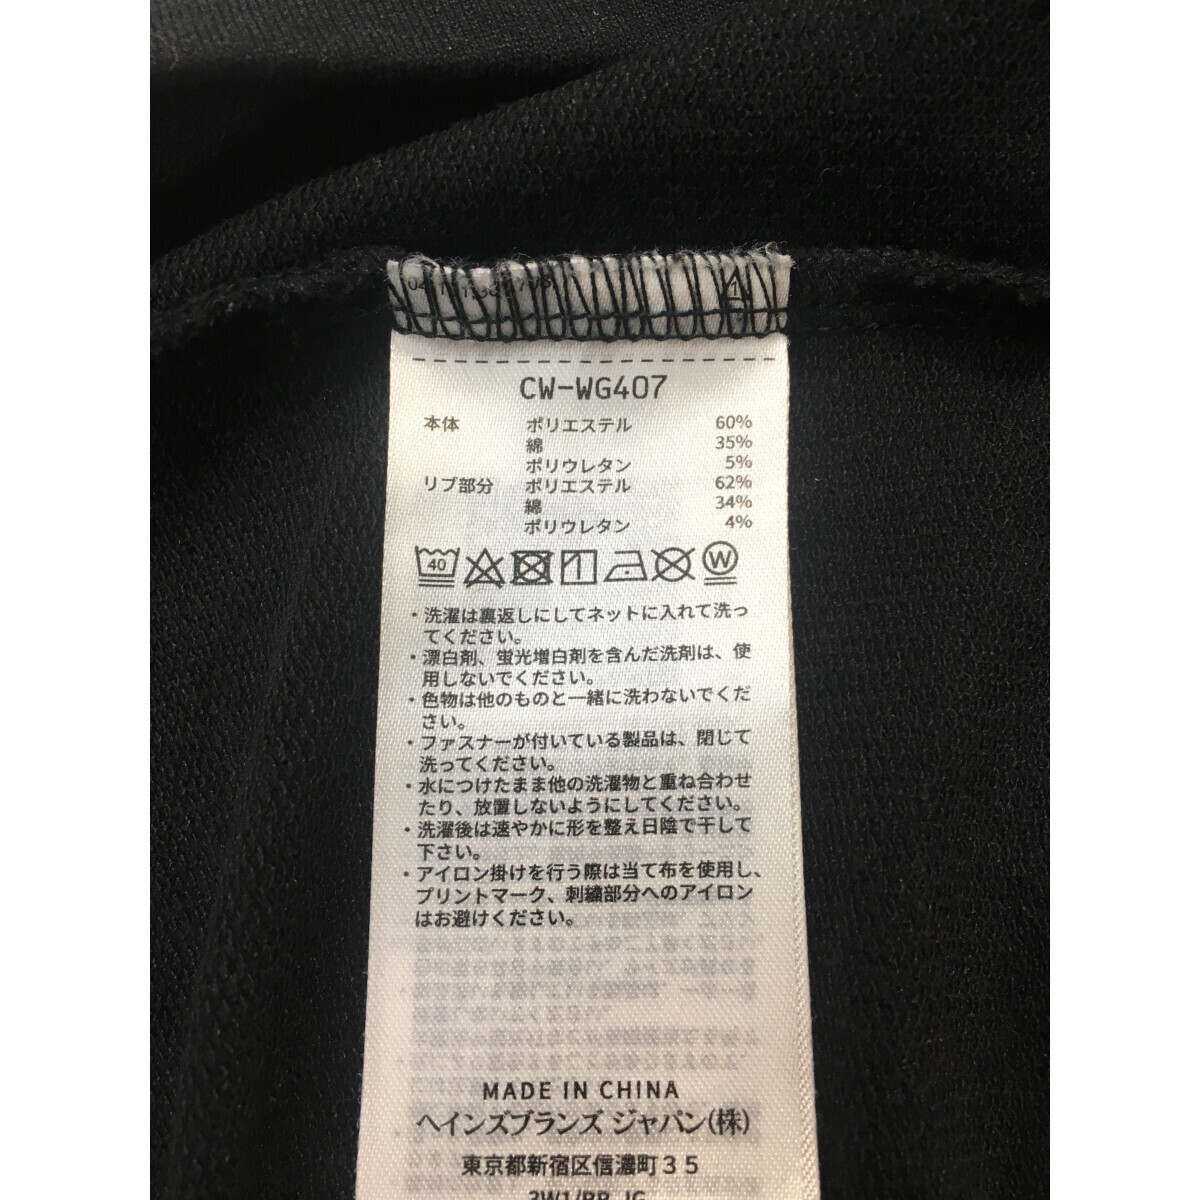 CW-WG407
本体 ポリエステル 60%
綿 35%
ポリウレタン 5%
リブ部分 ポリエステル 62%
綿 34%
ポリウレタン 4%
40 W
・洗濯は裏返しにしてネットに入れて洗っ
てください。
・漂白剤、蛍光増白剤を含んだ洗剤は、使
用しないでください。
・色物は他のものと一緒に洗わないでくだ
さい。
・ファスナーが付いている製品は、閉じて
洗ってください。
・水につけたまま他の洗濯物と重ね合わせ
たり、放置しないようにしてください。
・洗濯後は速やかに形を整え日陰で干して
下さい。
・アイロン掛けを行う際は当て布を使用し、
プリントマーク、刺繍部分へのアイロン
はお避けください。
MADE IN CHINA
ヘインズブランズ ジャパン(株)
東京都新宿区信濃町35